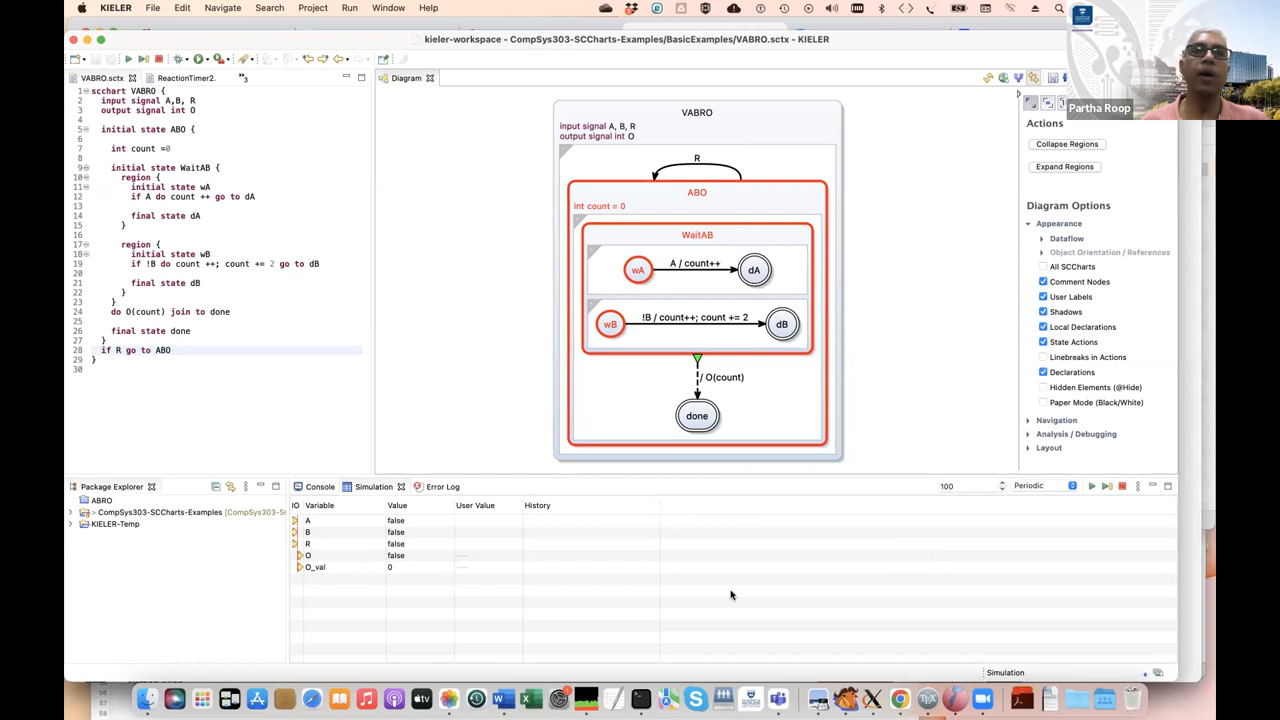 KIELER File Edit Navigate Search Project Run Window Help
kieler-workspace - CompSys303-SCCharts-Examples/BasicExamples/VABRO.sctx - KIELER
Partha Roop
VABRO.sctx ReactionTimer2. 3
1 scchart VABRO {
2 input signal A,B, R
3 output signal int O
4
5 initial state ABO {
6
7 int count =0
8
9 initial state WaitAB {
10 region {
11 initial state wA
12 if A do count ++ go to dA
13
14 final state dA
15 }
16
17 region {
18 initial state wB
19 if !B do count ++; count += 2 go to dB
20
21 final state dB
22 }
23 }
24 do O(count) join to done
25
26 final state done
27 }
28 if R go to ABO
29 }
30
Diagram
VABRO
input signal A, B, R
output signal int O
R
ABO
int count = 0
WaitAB
wA A / count++ dA
wB !B / count++; count += 2 dB
/ O(count)
done
Actions
Collapse Regions
Expand Regions
Diagram Options
Appearance
Dataflow
Object Orientation / References
All SCCharts
Comment Nodes
User Labels
Shadows
Local Declarations
State Actions
Linebreaks in Actions
Declarations
Hidden Elements (@Hide)
Paper Mode (Black/White)
Navigation
Analysis / Debugging
Layout
Package Explorer
ABRO
> CompSys303-SCCharts-Examples [CompSys303-S
KIELER-Temp
Console Simulation Error Log
100 Periodic
IO Variable Value User Value History
A false
B false
R false
O false ---
O_val 0 ---
Simulation